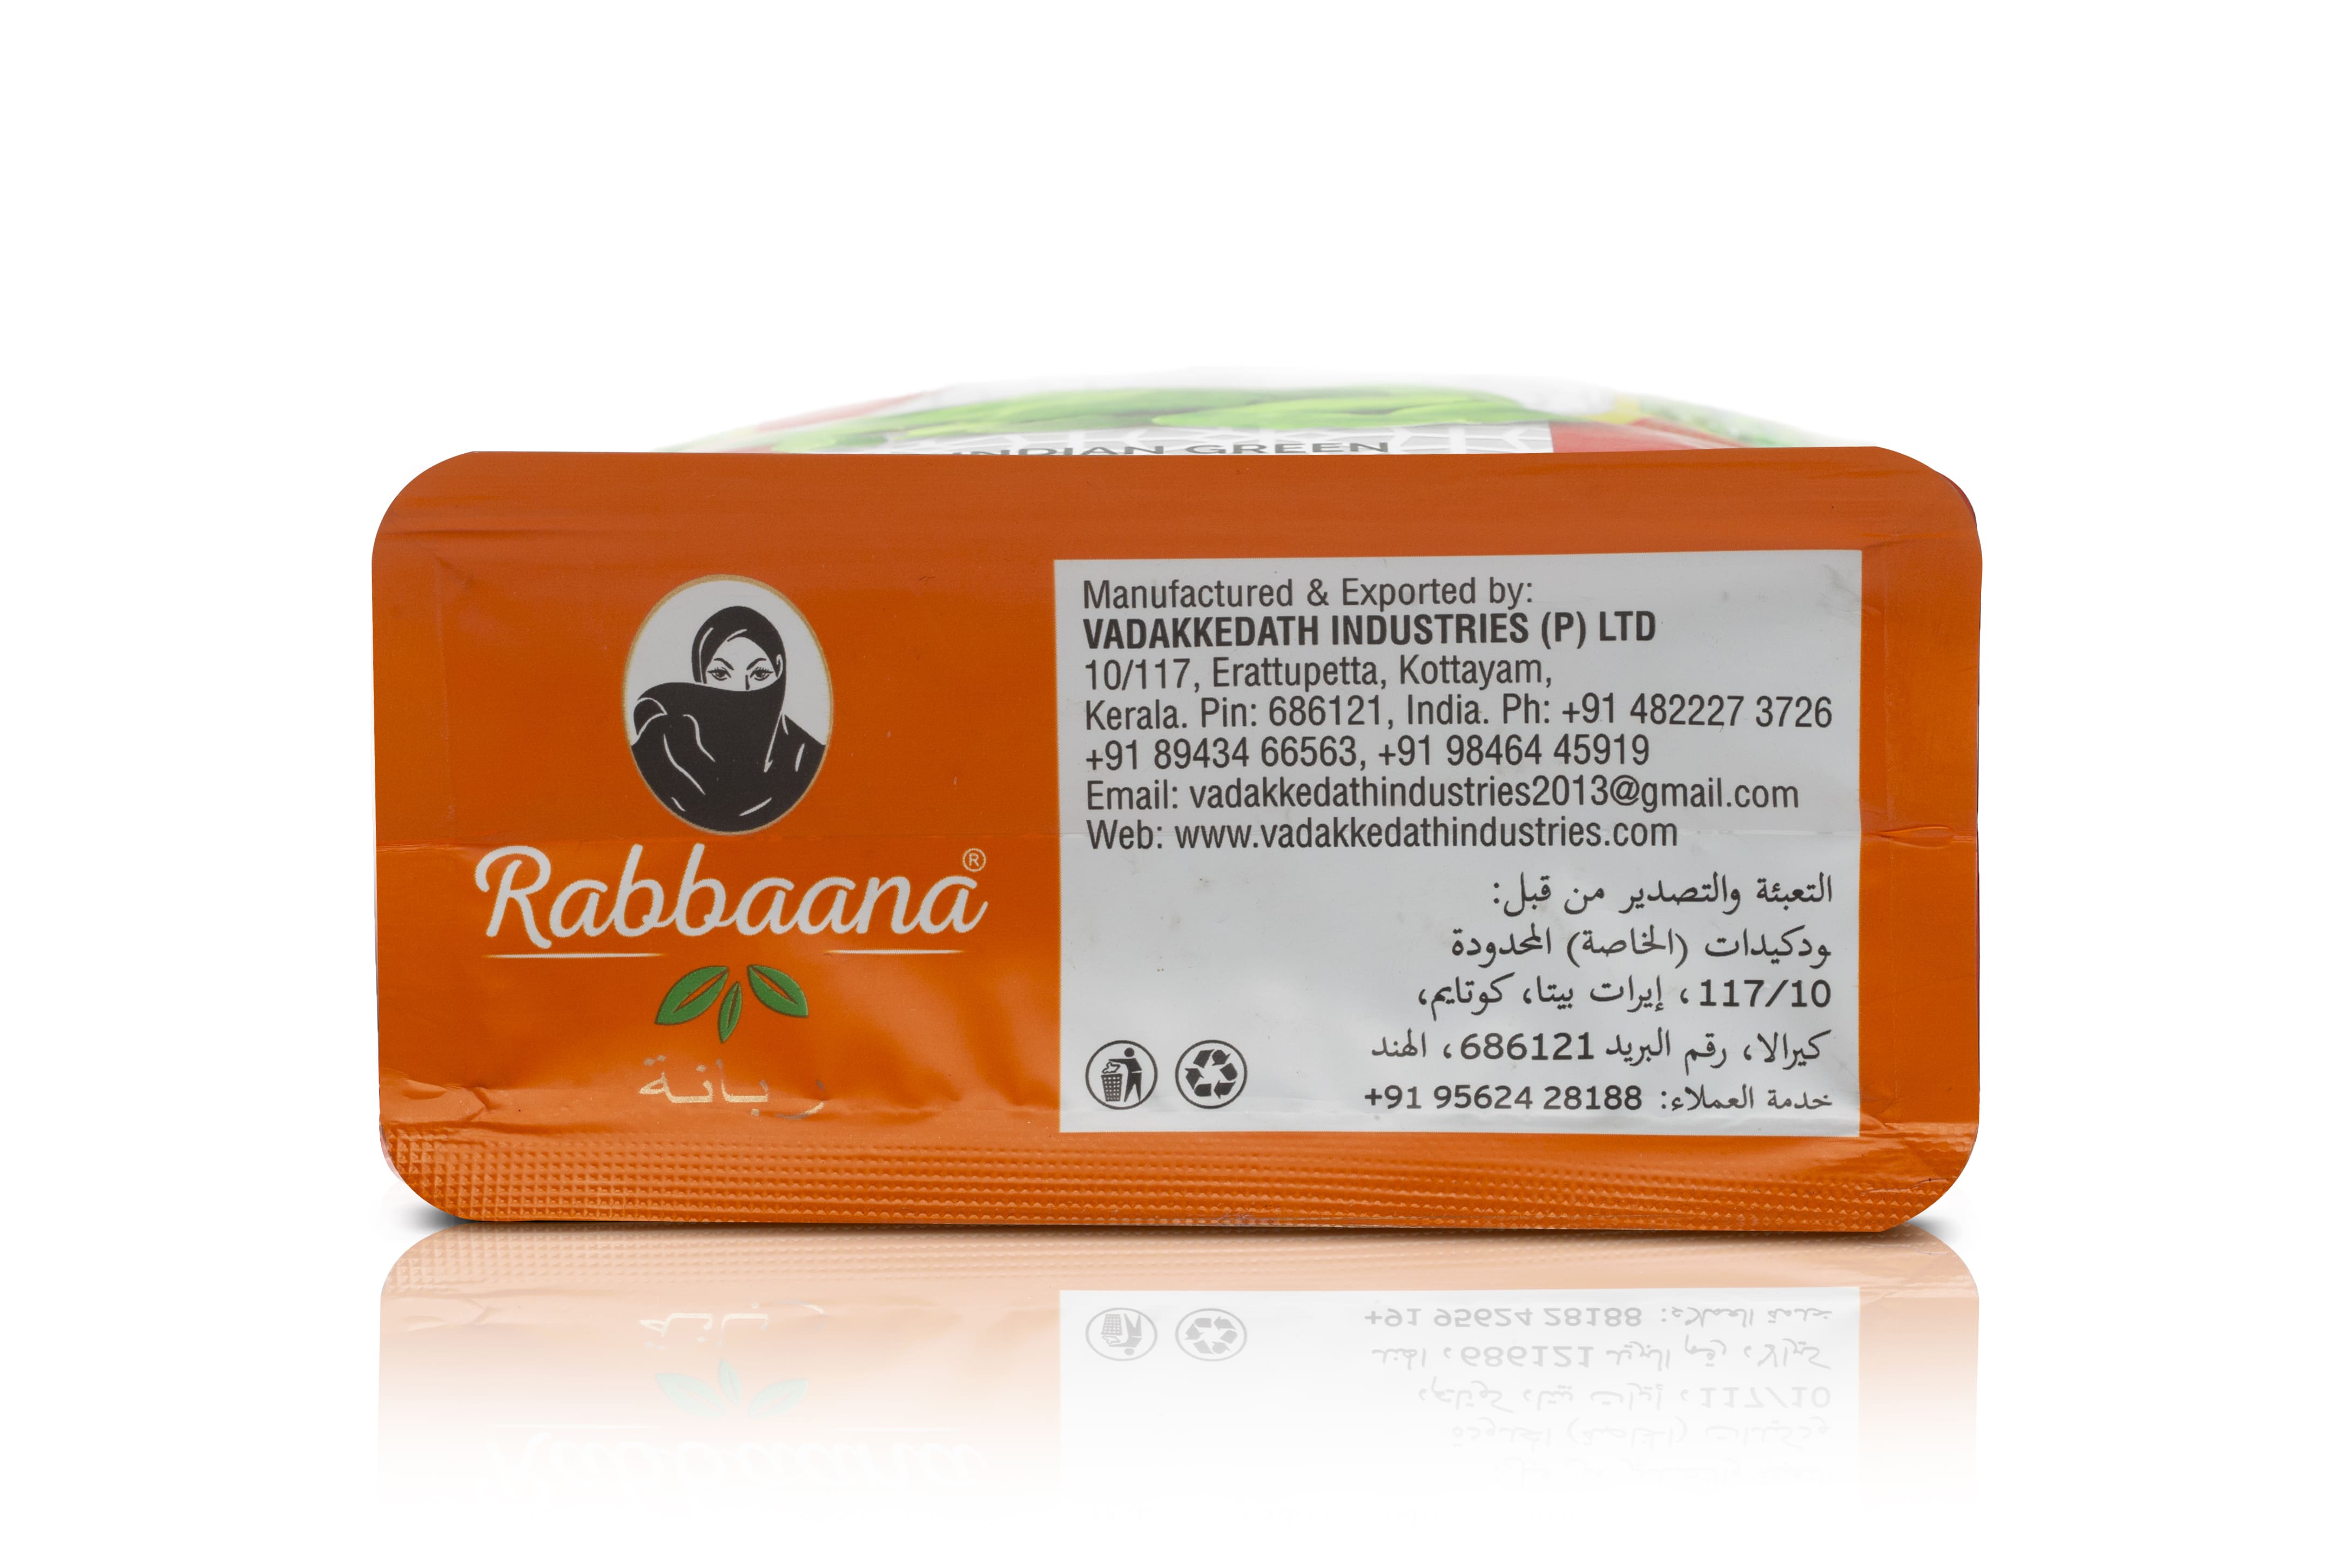 INDIAN GREEN
Rabbaana®
ربانة
Manufactured & Exported by:
VADAKKEDATH INDUSTRIES (P) LTD
10/117, Erattupetta, Kottayam,
Kerala. Pin: 686121, India. Ph: +91 482227 3726
+91 89434 66563, +91 98464 45919
Email: vadakkedathindustries2013@gmail.com
Web: www.vadakkedathindustries.com
التعبئة والتصدير من قبل:
ودكيدات (الخاصة) المحدودة
117/10، إيرات بيتا، كوتايم،
كيرالا، رقم البريد 686121، الهند
خدمة العملاء: 28188 95624 91+